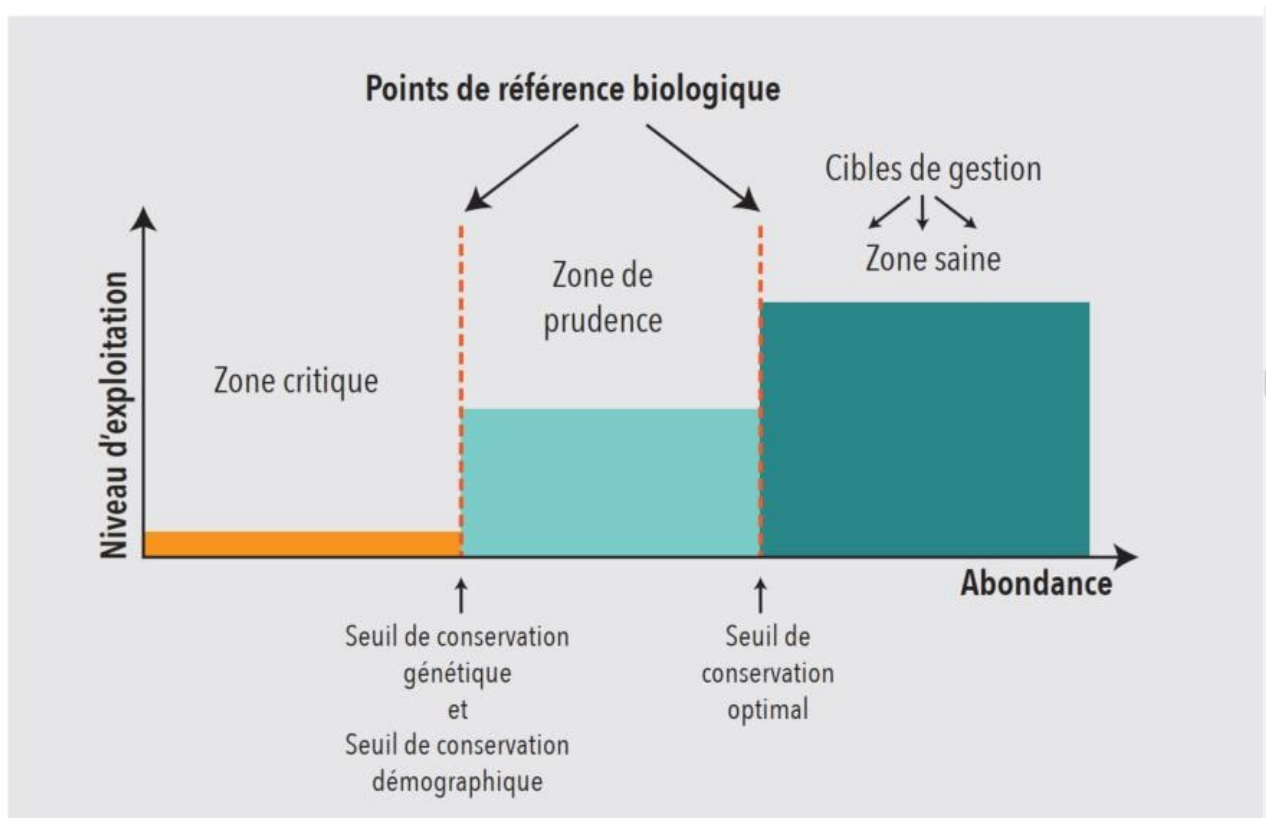 Points de référence biologique
Cibles de gestion
Zone saine
Zone de
prudence
Zone critique
Niveau d'exploitation
Abondance
Seuil de conservation
génétique
et
Seuil de conservation
démographique
Seuil de
conservation
optimal